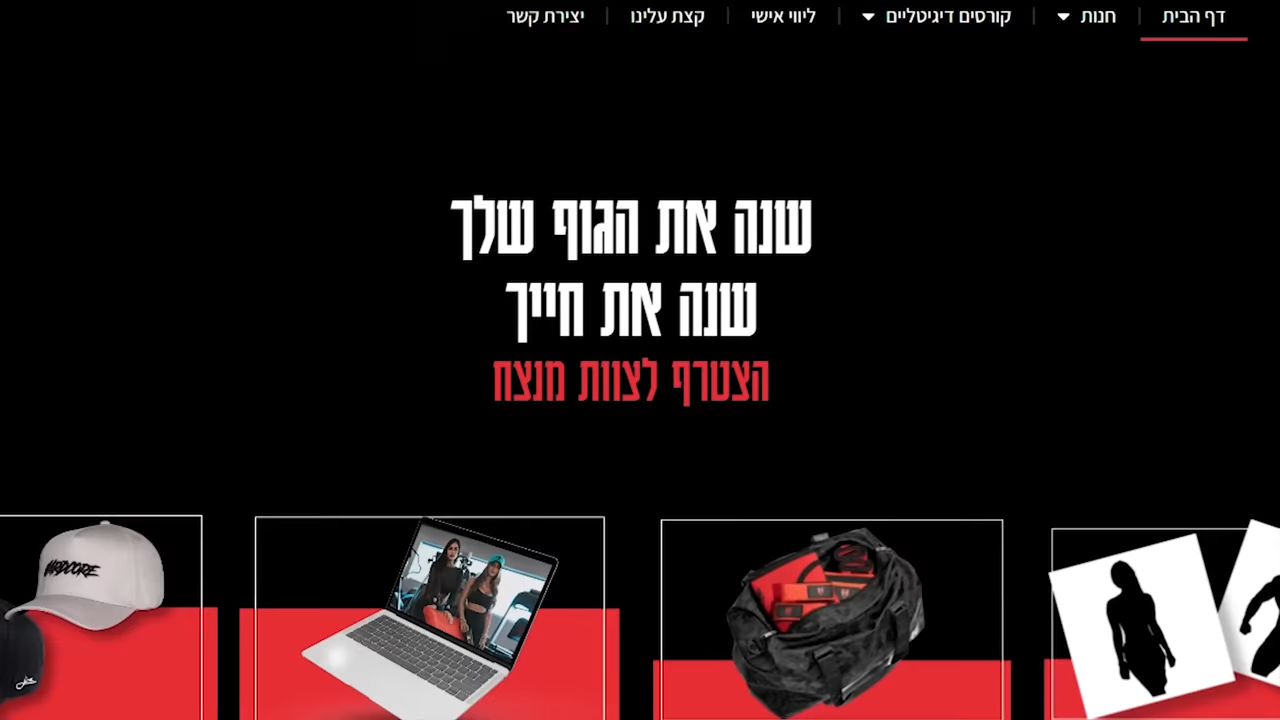 דף הבית
חנות
קורסים דיגיטליים
ליווי אישי
קצת עלינו
יצירת קשר
שנה את הגוף שלך
שנה את חייך
הצטרף לצוות מנצח
HARDCORE